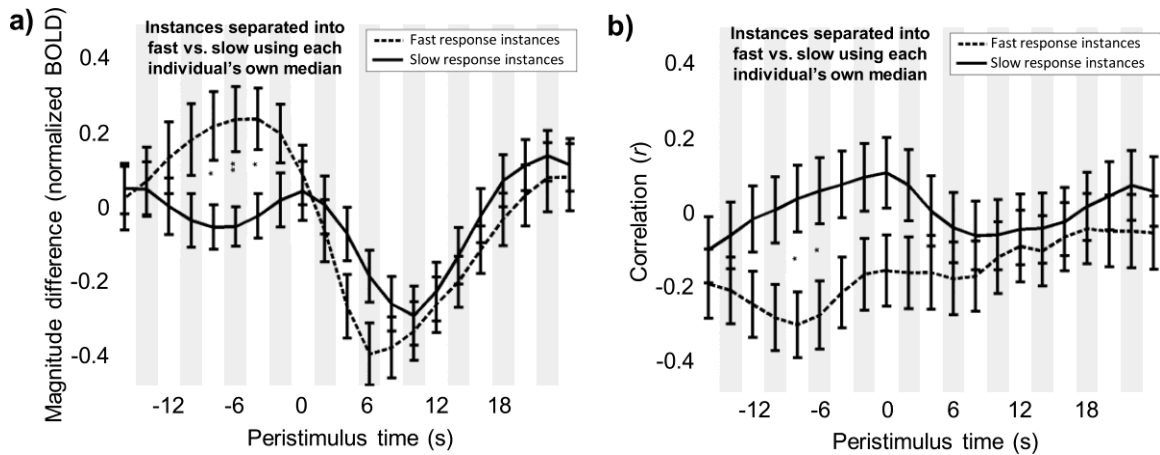 a)
Instances separated into
fast vs. slow using each
individual's own median
Fast response instances
Slow response instances
Magnitude difference (normalized BOLD)
0.4
0.2
0
-0.2
-0.4
-12 -6 0 6 12 18
Peristimulus time (s)
b)
Instances separated into
fast vs. slow using each
individual's own median
Fast response instances
Slow response instances
Correlation (r)
0.4
0.2
0
-0.2
-0.4
-12 -6 0 6 12 18
Peristimulus time (s)